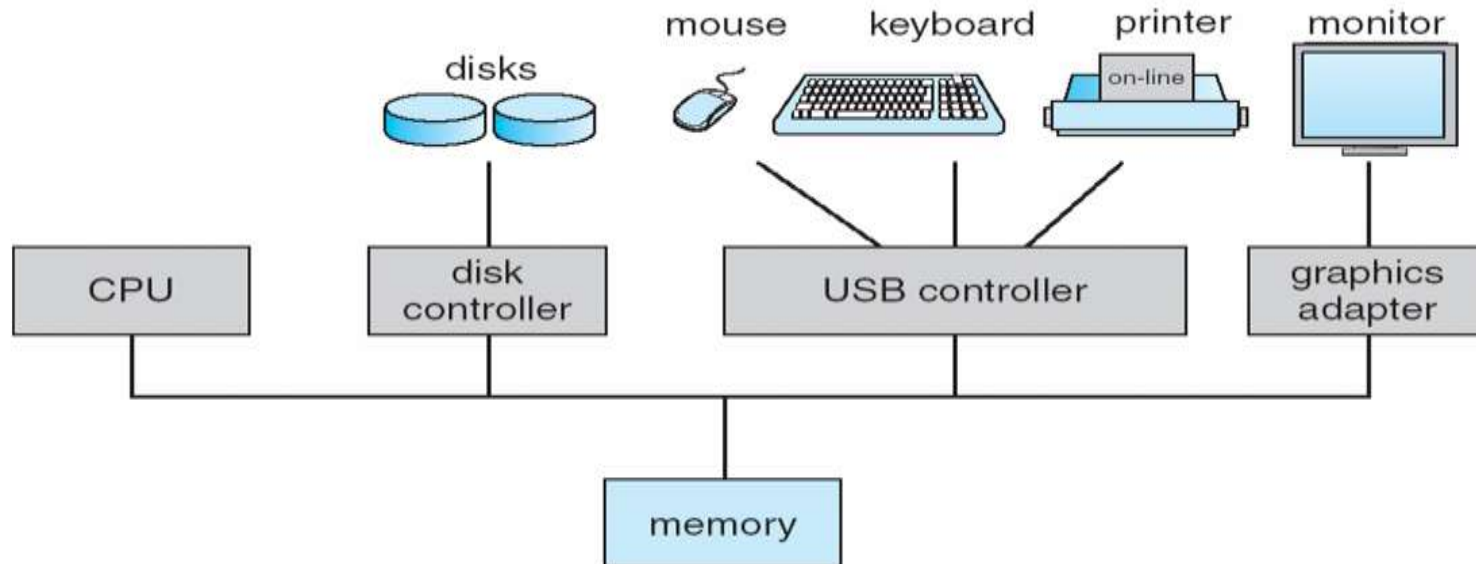 mouse
keyboard
printer
monitor
disks
on-line
CPU
disk
controller
USB controller
graphics
adapter
memory